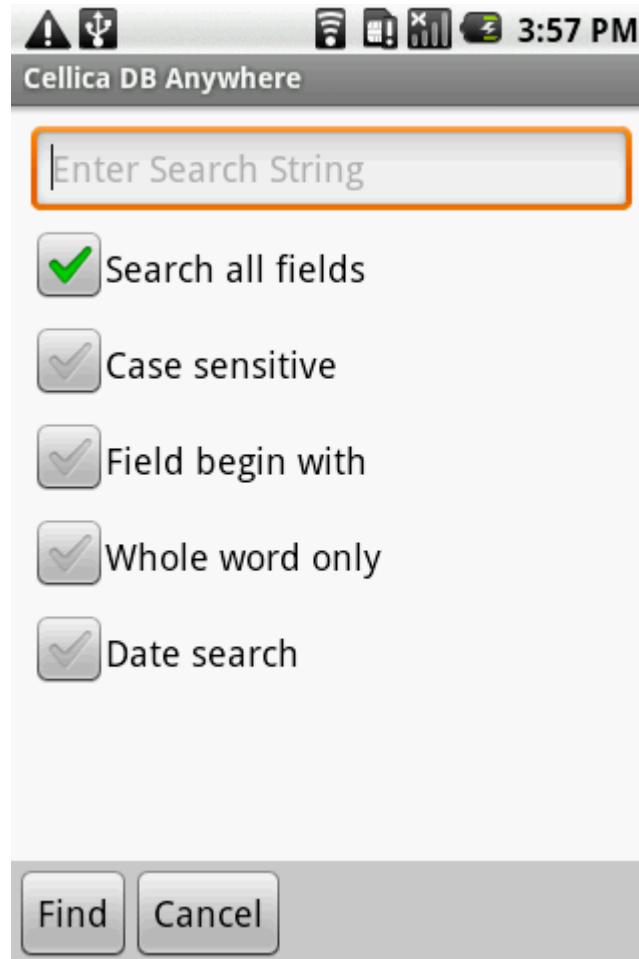 3:57 PM
Cellica DB Anywhere
Enter Search String
Search all fields
Case sensitive
Field begin with
Whole word only
Date search
Find Cancel